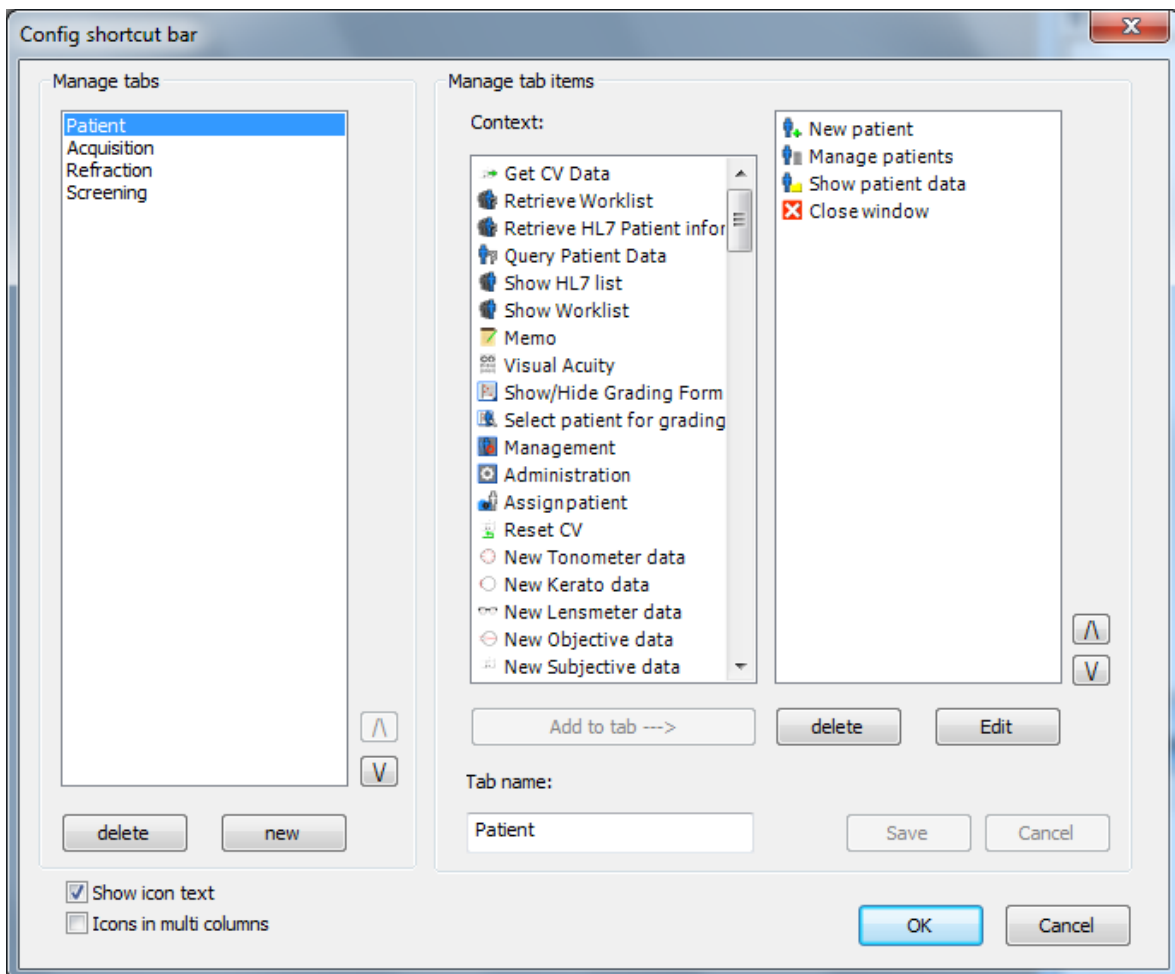 Config shortcut bar
Manage tabs
Patient
Acquisition
Refraction
Screening
/\
V
delete
new
Manage tab items
Context:
Get CV Data
Retrieve Worklist
Retrieve HL7 Patient infor
Query Patient Data
Show HL7 list
Show Worklist
Memo
Visual Acuity
Show/Hide Grading Form
Select patient for grading
Management
Administration
Assign patient
Reset CV
New Tonometer data
New Kerato data
New Lensmeter data
New Objective data
New Subjective data
New patient
Manage patients
Show patient data
Close window
/\
V
Add to tab --->
delete
Edit
Tab name:
Patient
Save
Cancel
Show icon text
Icons in multi columns
OK
Cancel